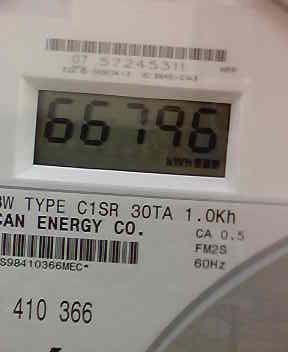 07 57245311
66796
kWh
3W TYPE C1SR 30TA 1.0Kh
CAN ENERGY CO.
CA 0.5
FM2S
60Hz
S98410366MEC*
410 366